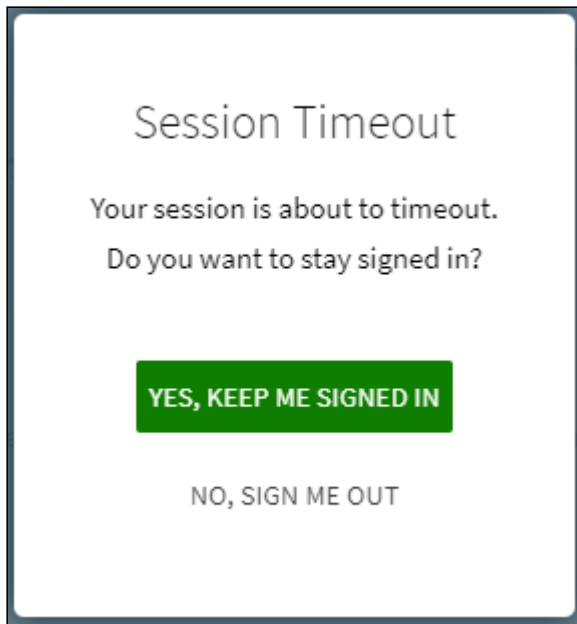 Session Timeout
Your session is about to timeout.
Do you want to stay signed in?
YES, KEEP ME SIGNED IN
NO, SIGN ME OUT